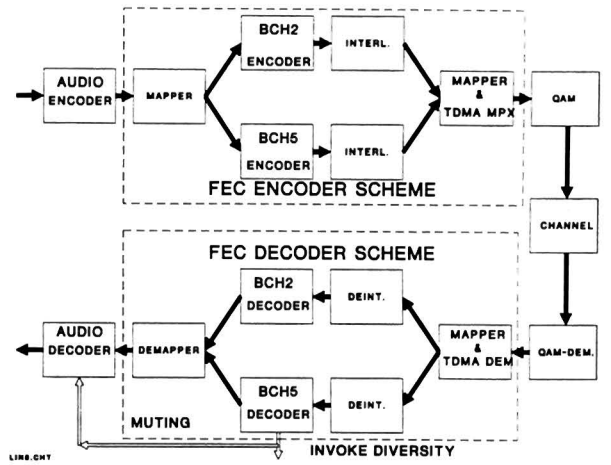 BCH2
ENCODER
INTERL.
AUDIO
ENCODER
MAPPER
MAPPER
&
TDMA MPX
QAM
BCH5
ENCODER
INTERL.
FEC ENCODER SCHEME
CHANNEL
FEC DECODER SCHEME
BCH2
DECODER
DEINT.
AUDIO
DECODER
DEMAPPER
MAPPER
&
TDMA DEM
QAM-DEM.
BCH5
DECODER
DEINT.
MUTING
INVOKE DIVERSITY
LIN8.CHT